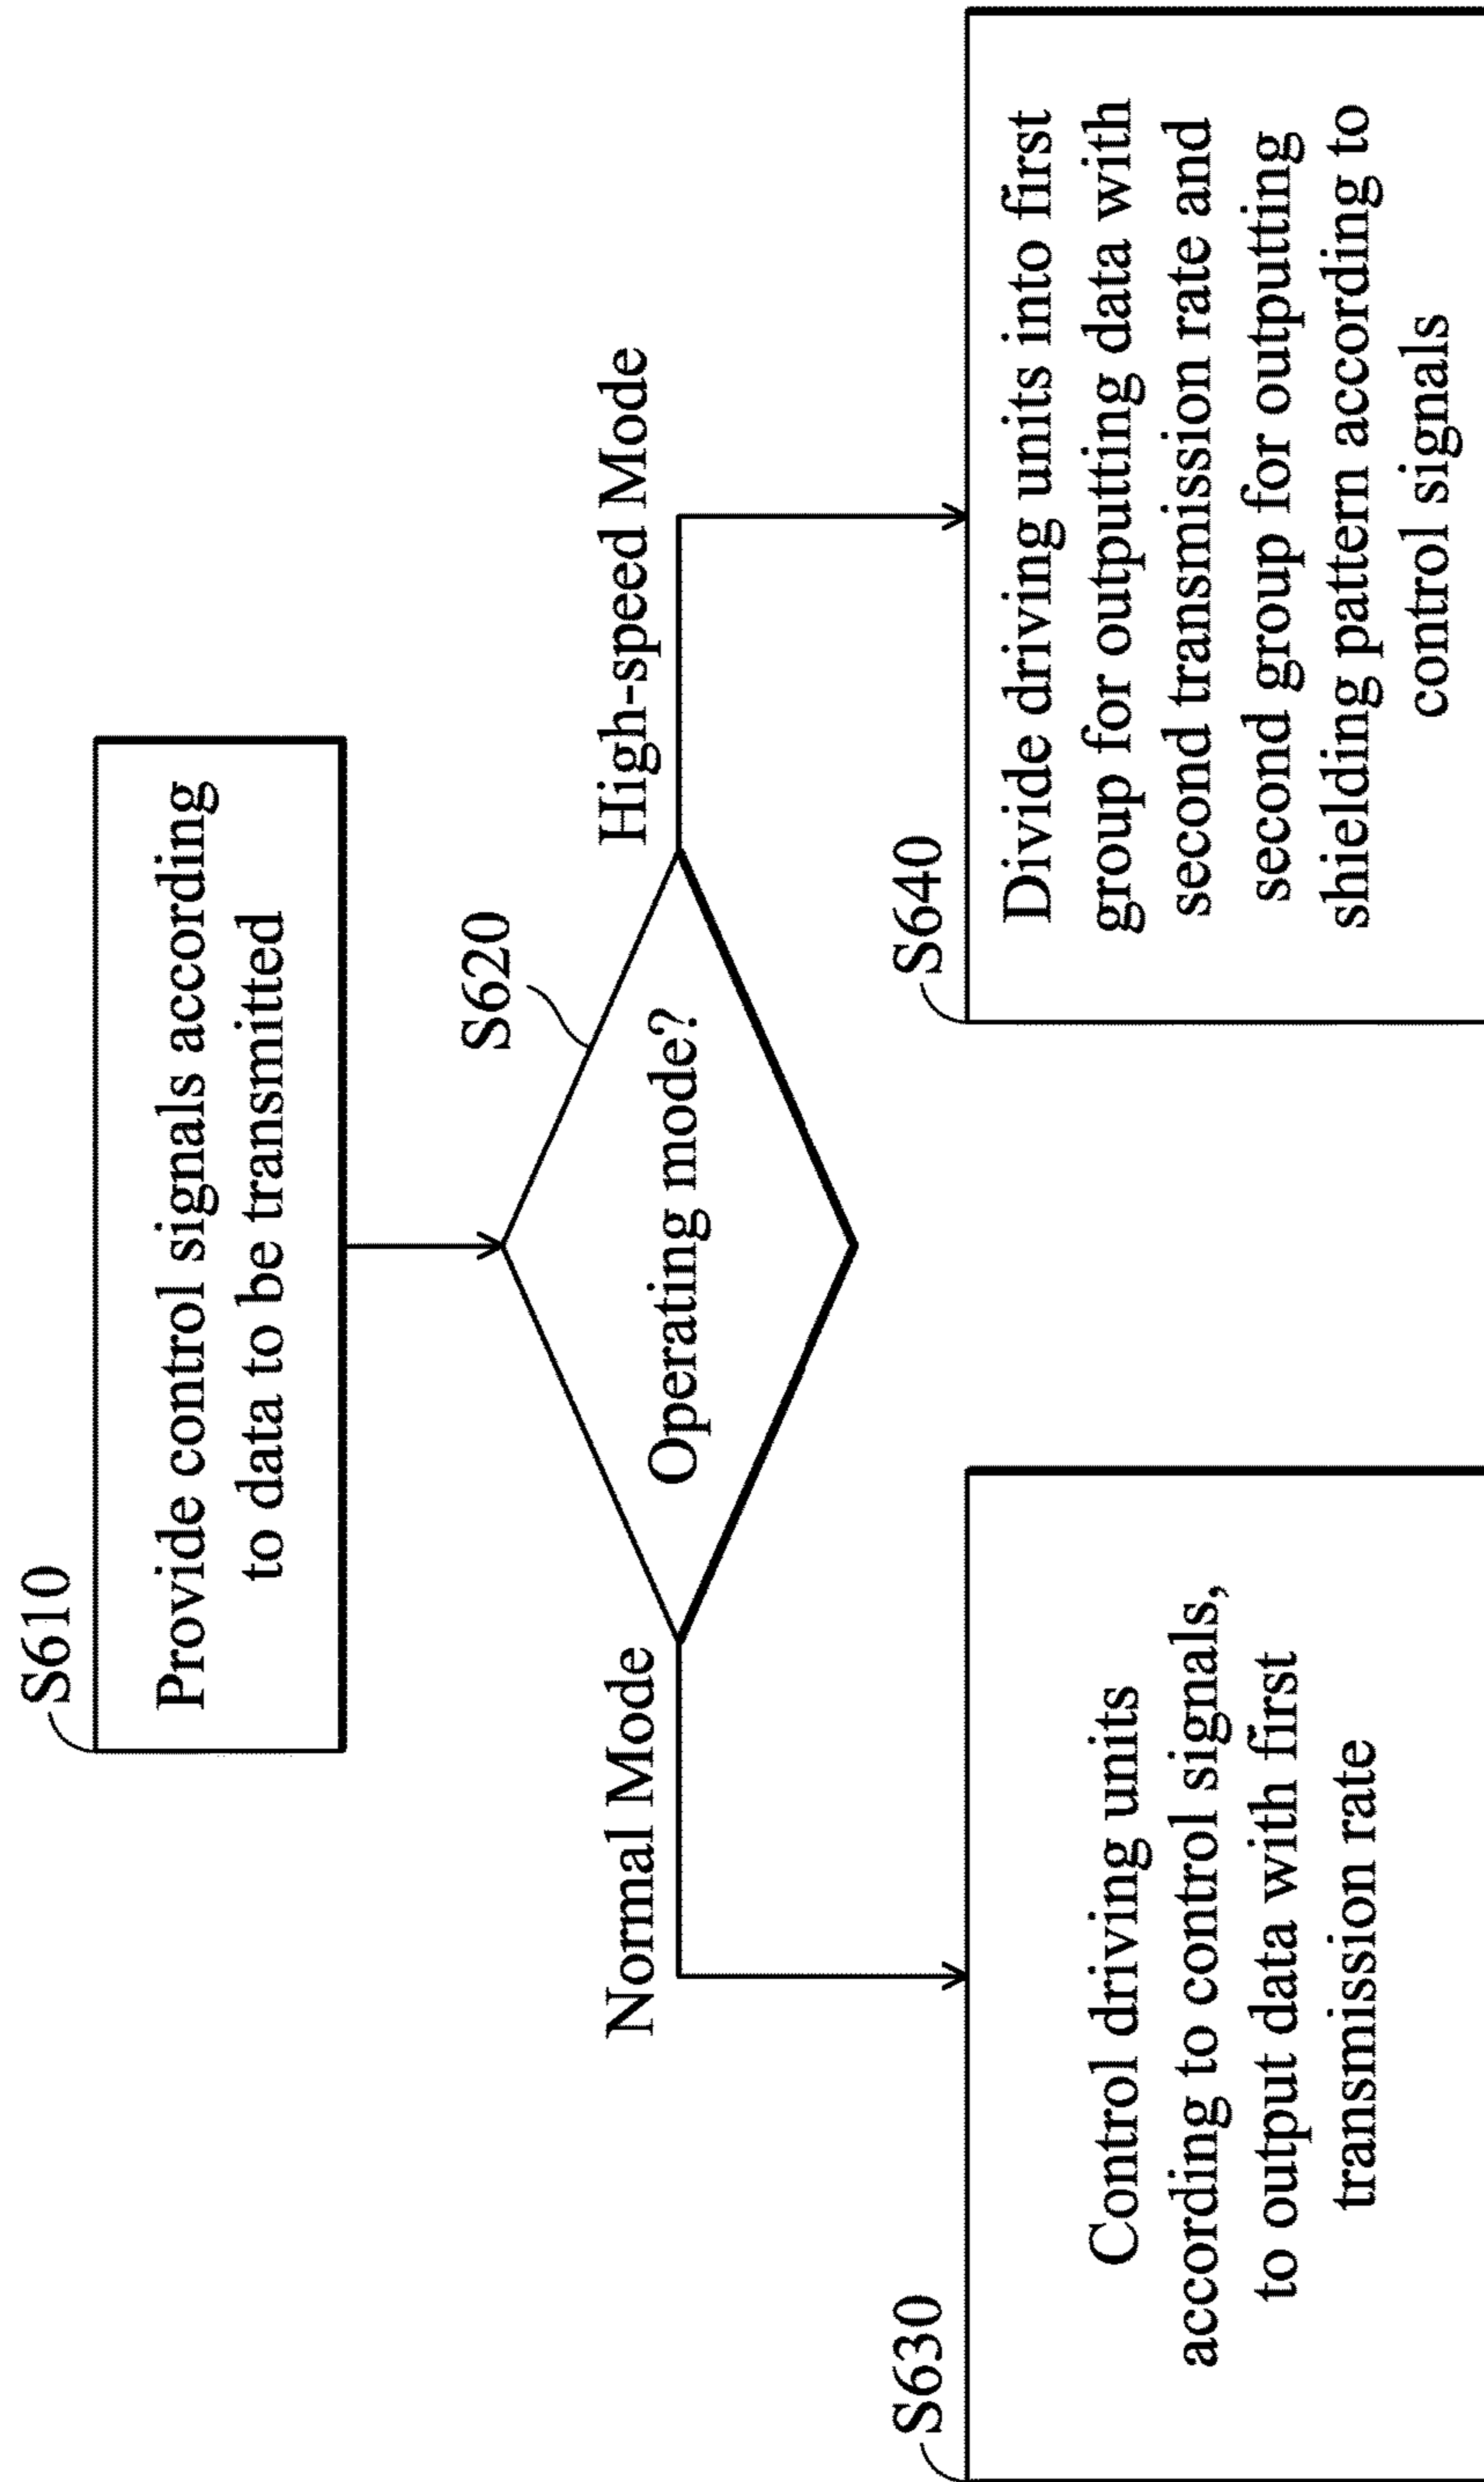 S610
Provide control signals according
to data to be transmitted
S620
Operating mode?
Normal Mode
High-speed Mode
S630
Control driving units
according to control signals,
to output data with first
transmission rate
S640
Divide driving units into first
group for outputting data with
second transmission rate and
second group for outputting
shielding pattern according to
control signals